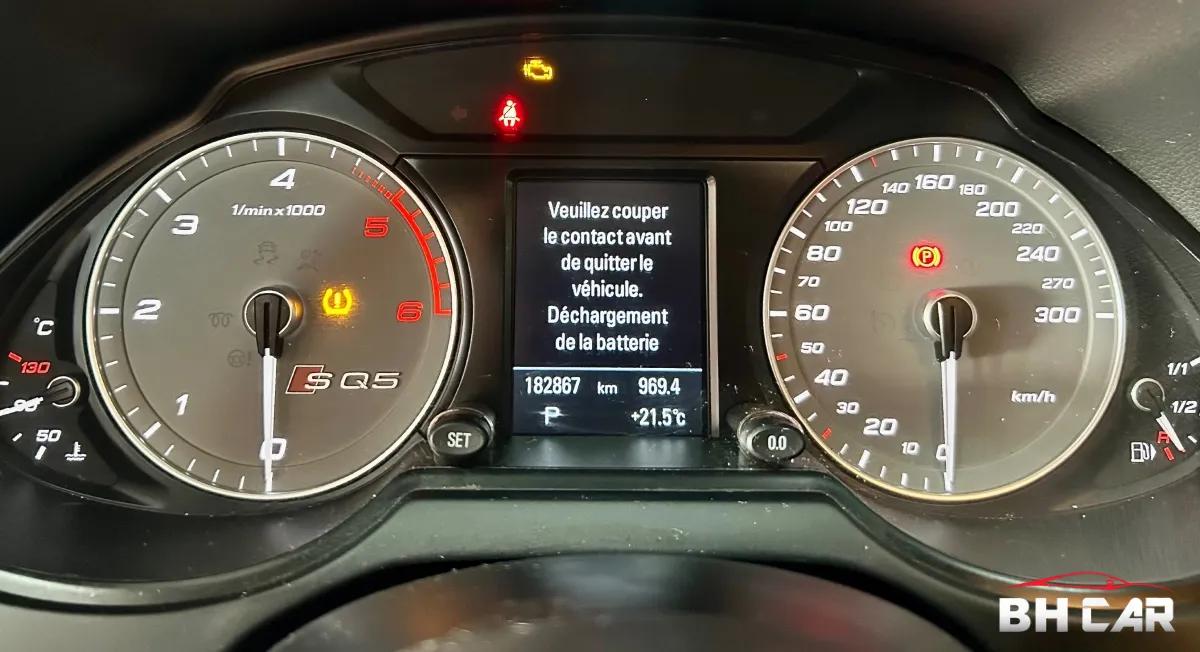 4
3
1/min x 1000
5
2
6
1
0
SQ5
°C
130
90
50
SET
Veuillez couper
le contact avant
de quitter le
véhicule.
Déchargement
de la batterie
182867 km 969.4
P +21.5°C
0.0
140 160 180
120 200
100 220
80 240
70 270
60 300
50
40
30
20
10
0
km/h
P
1/1
1/2
R
BH CAR